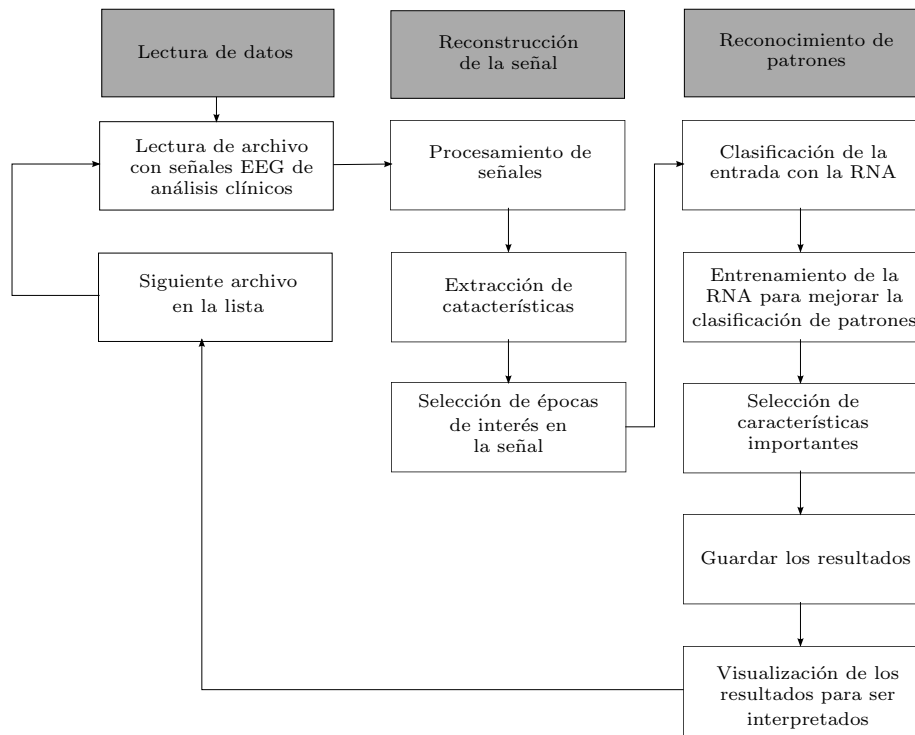 Lectura de datos
Reconstrucción
de la señal
Reconocimiento de
patrones
Lectura de archivo
con señales EEG de
análisis clínicos
Procesamiento de
señales
Clasificación de la
entrada con la RNA
Siguiente archivo
en la lista
Extracción de
catacterísticas
Entrenamiento de la
RNA para mejorar la
clasificación de patrones
Selección de épocas
de interés en
la señal
Selección de
características
importantes
Guardar los resultados
Visualización de los
resultados para ser
interpretados